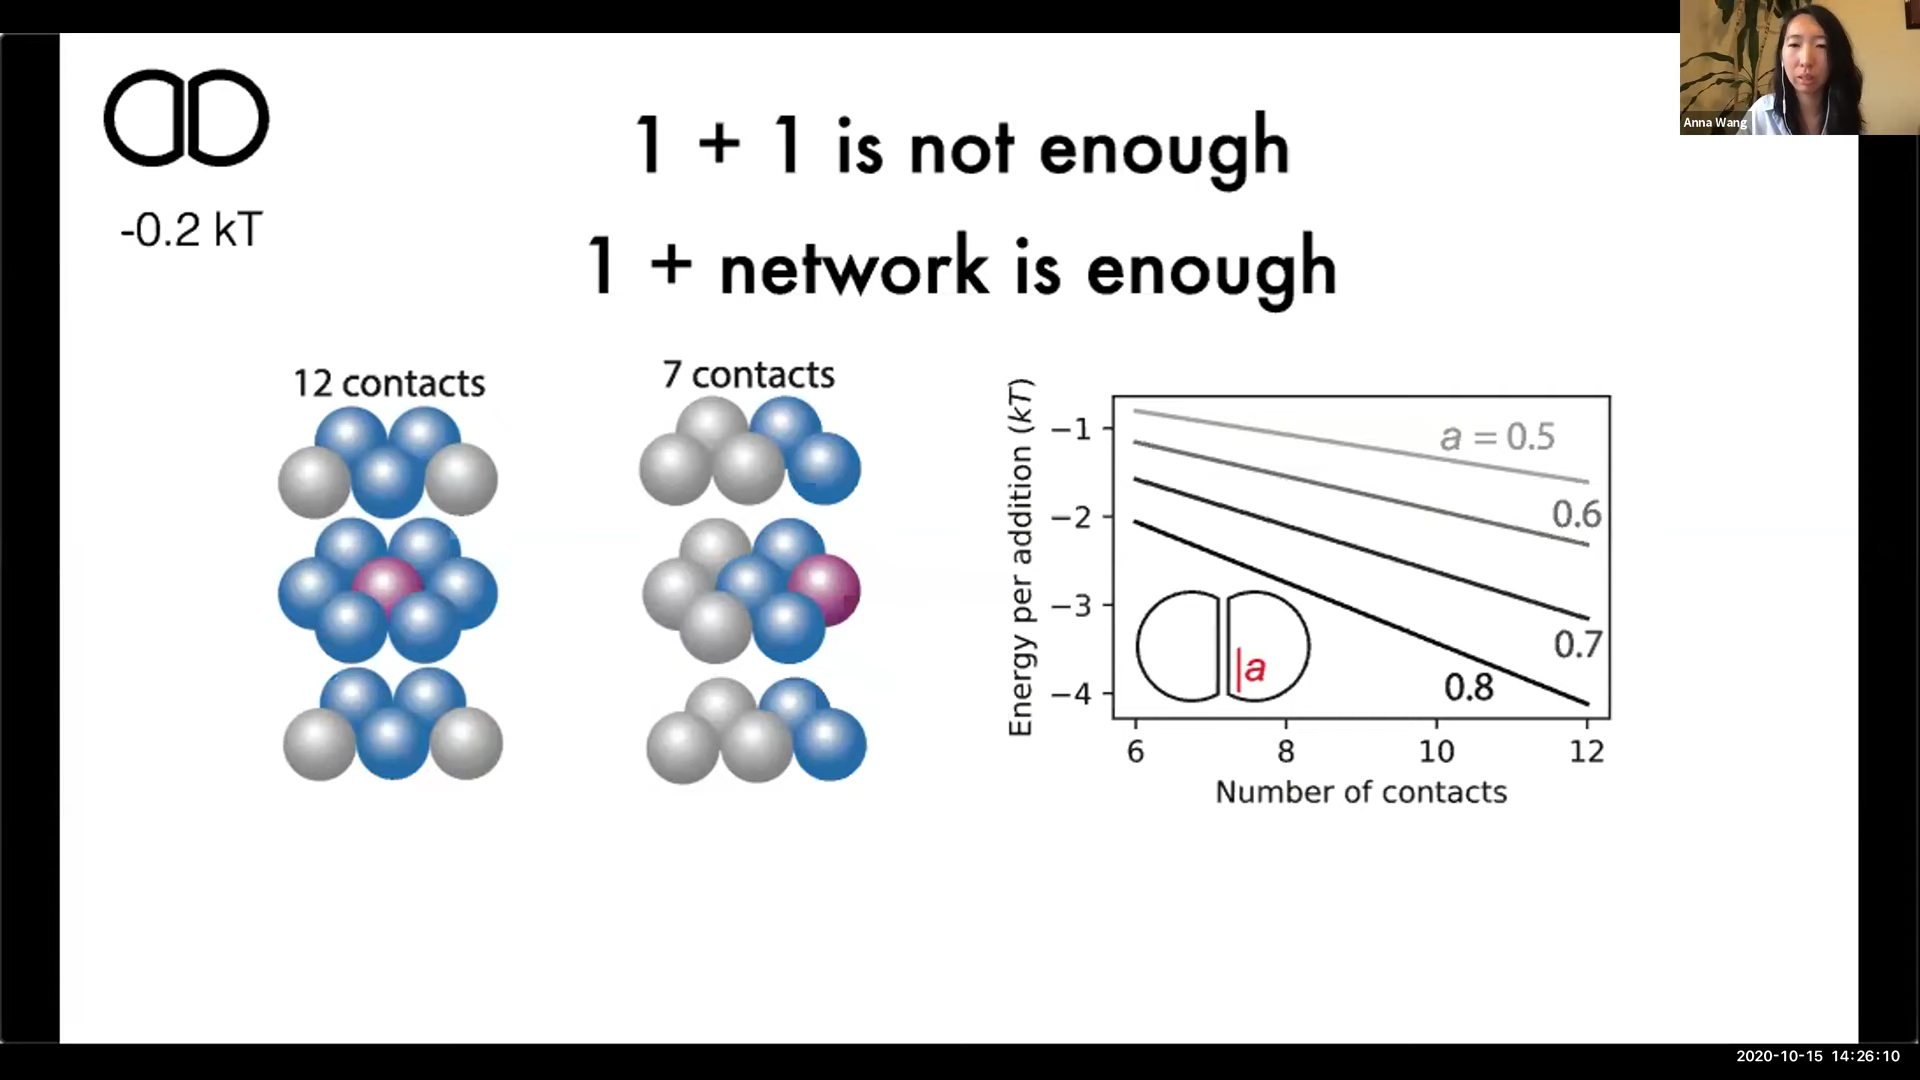 Anna Wang
1 + 1 is not enough
-0.2 kT
1 + network is enough
12 contacts
7 contacts
Energy per addition (kT)
−1
−2
−3
−4
a = 0.5
0.6
0.7
0.8
a
6 8 10 12
Number of contacts
2020-10-15 14:26:10